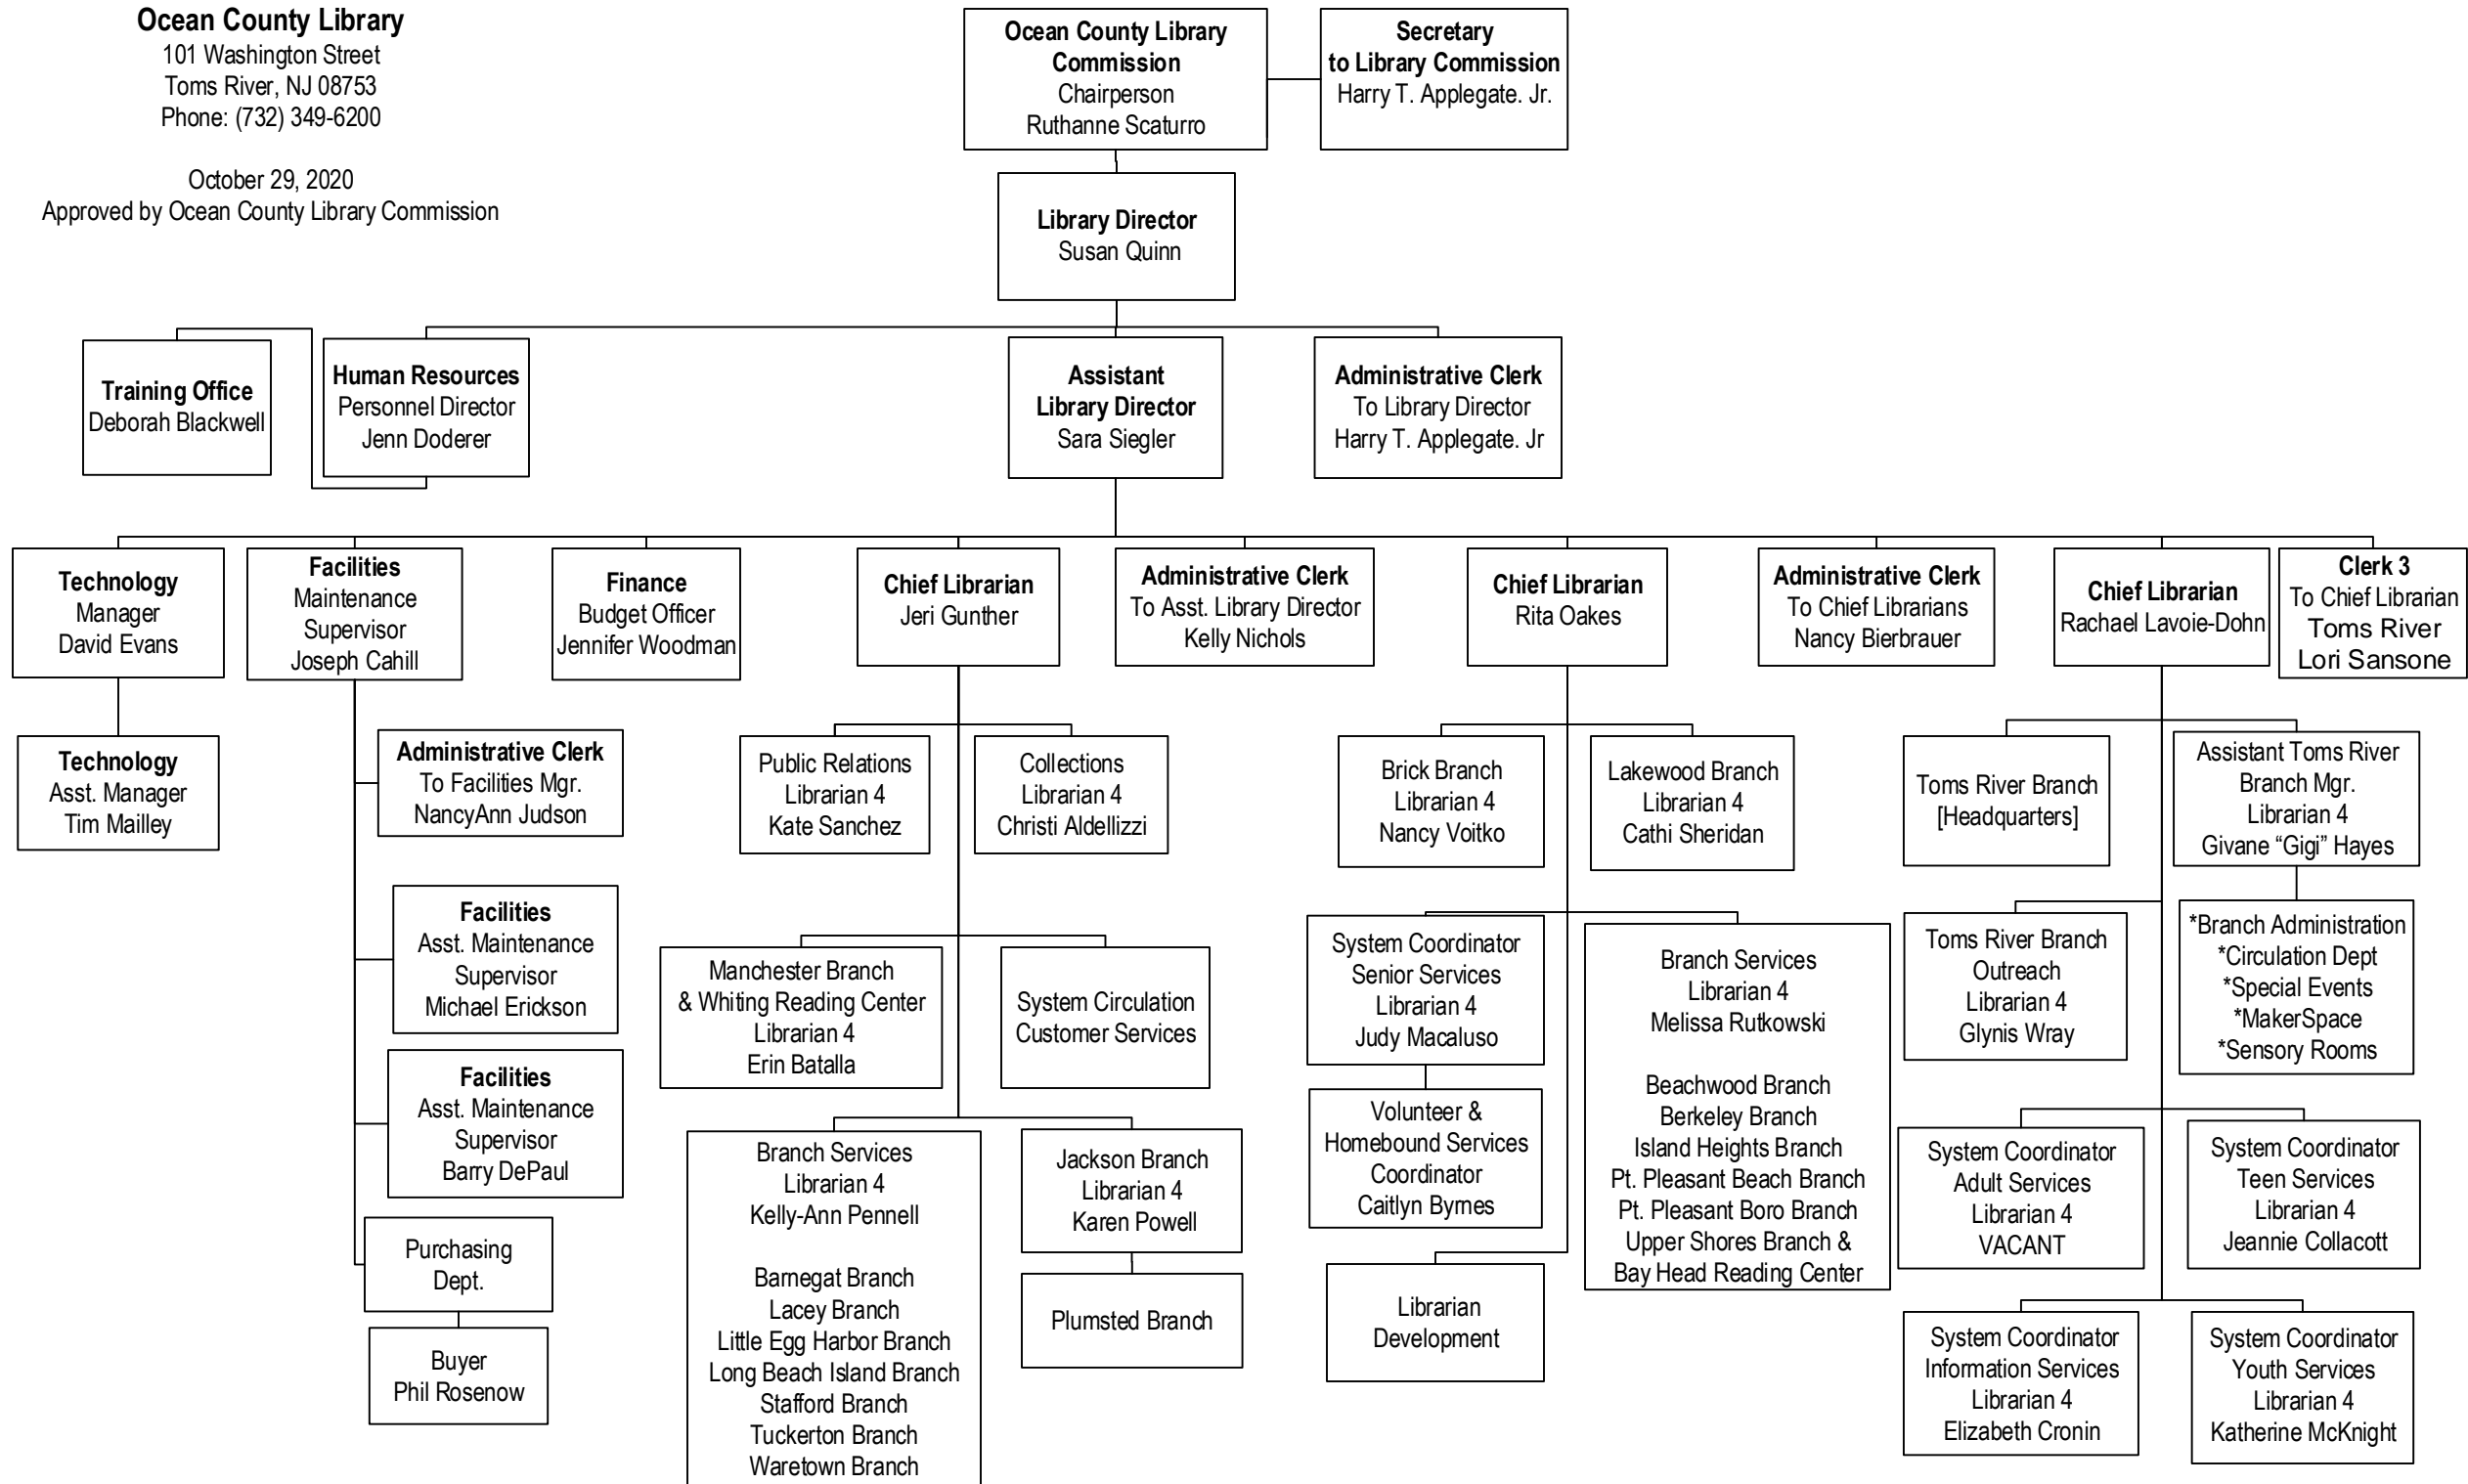 Ocean County Library
101 Washington Street
Toms River, NJ 08753
Phone: (732) 349-6200
October 29, 2020
Approved by Ocean County Library Commission
Ocean County Library
Commission
Chairperson
Ruthanne Scaturro
Secretary
to Library Commission
Harry T. Applegate. Jr.
Library Director
Susan Quinn
Training Office
Deborah Blackwell
Human Resources
Personnel Director
Jenn Doderer
Assistant
Library Director
Sara Siegler
Administrative Clerk
To Library Director
Harry T. Applegate. Jr
Technology
Manager
David Evans
Facilities
Maintenance
Supervisor
Joseph Cahill
Finance
Budget Officer
Jennifer Woodman
Chief Librarian
Jeri Gunther
Administrative Clerk
To Asst. Library Director
Kelly Nichols
Chief Librarian
Rita Oakes
Administrative Clerk
To Chief Librarians
Nancy Bierbrauer
Chief Librarian
Rachael Lavoie-Dohn
Clerk 3
To Chief Librarian
Toms River
Lori Sansone
Technology
Asst. Manager
Tim Mailley
Administrative Clerk
To Facilities Mgr.
NancyAnn Judson
Facilities
Asst. Maintenance
Supervisor
Michael Erickson
Facilities
Asst. Maintenance
Supervisor
Barry DePaul
Purchasing
Dept.
Buyer
Phil Rosenow
Public Relations
Librarian 4
Kate Sanchez
Collections
Librarian 4
Christi Aldellizzi
Manchester Branch
& Whiting Reading Center
Librarian 4
Erin Batalla
System Circulation
Customer Services
Branch Services
Librarian 4
Kelly-Ann Pennell
Barnegat Branch
Lacey Branch
Little Egg Harbor Branch
Long Beach Island Branch
Stafford Branch
Tuckerton Branch
Waretown Branch
Jackson Branch
Librarian 4
Karen Powell
Plumsted Branch
Brick Branch
Librarian 4
Nancy Voitko
Lakewood Branch
Librarian 4
Cathi Sheridan
System Coordinator
Senior Services
Librarian 4
Judy Macaluso
Volunteer &
Homebound Services
Coordinator
Caitlyn Byrnes
Librarian
Development
Branch Services
Librarian 4
Melissa Rutkowski
Beachwood Branch
Berkeley Branch
Island Heights Branch
Pt. Pleasant Beach Branch
Pt. Pleasant Boro Branch
Upper Shores Branch &
Bay Head Reading Center
Toms River Branch
[Headquarters]
Assistant Toms River
Branch Mgr.
Librarian 4
Givane “Gigi” Hayes
Toms River Branch
Outreach
Librarian 4
Glynis Wray
*Branch Administration
*Circulation Dept
*Special Events
*MakerSpace
*Sensory Rooms
System Coordinator
Adult Services
Librarian 4
VACANT
System Coordinator
Teen Services
Librarian 4
Jeannie Collacott
System Coordinator
Information Services
Librarian 4
Elizabeth Cronin
System Coordinator
Youth Services
Librarian 4
Katherine McKnight